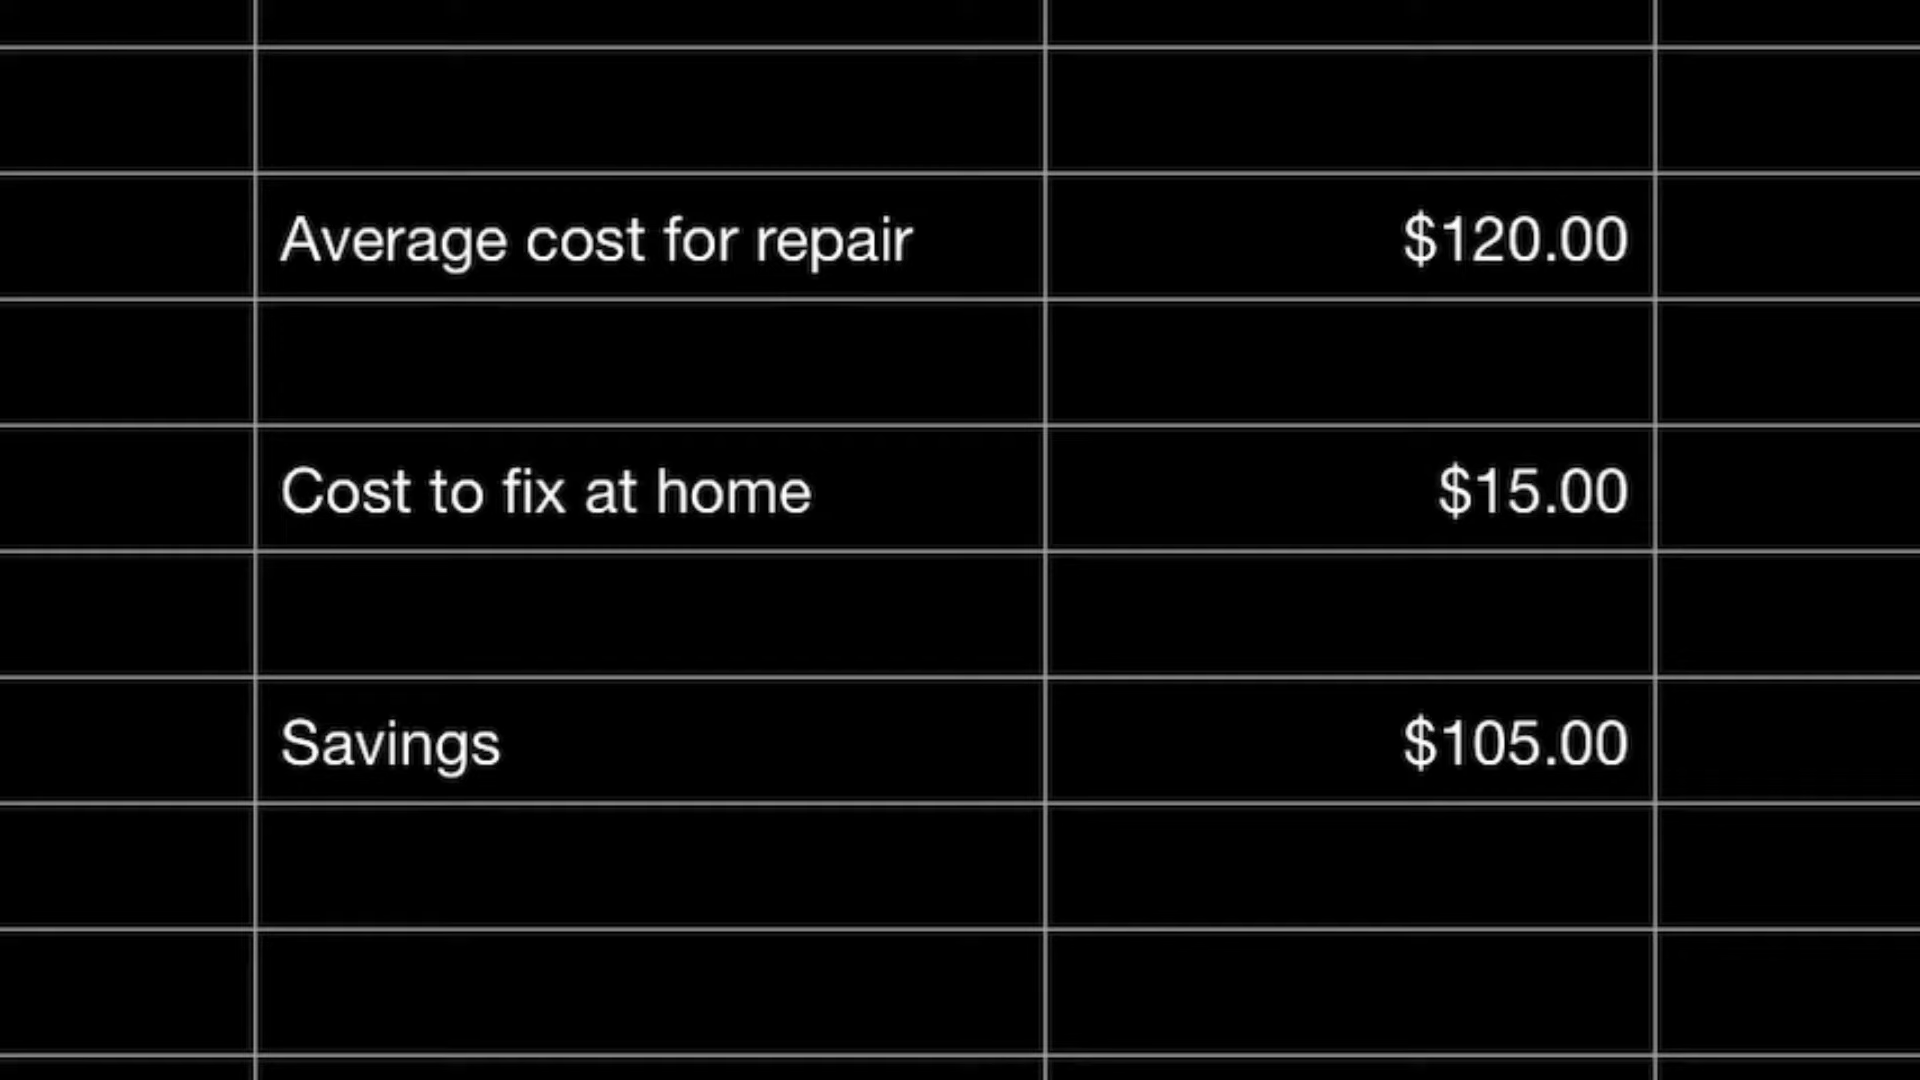 Average cost for repair $120.00
Cost to fix at home $15.00
Savings $105.00